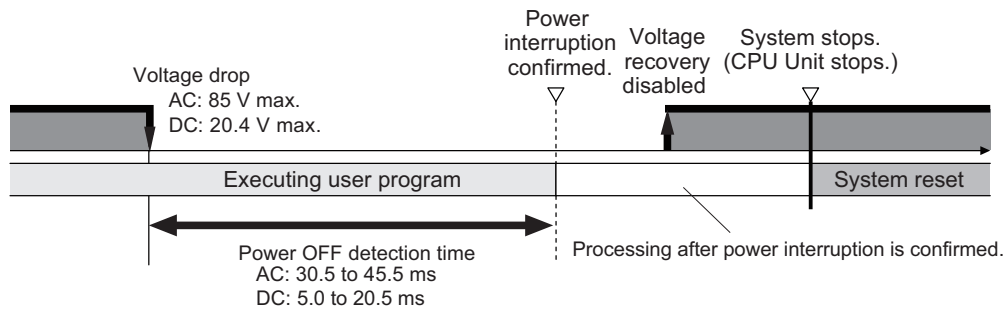 Power
interruption
confirmed.
Voltage
recovery
disabled
System stops.
(CPU Unit stops.)
Voltage drop
AC: 85 V max.
DC: 20.4 V max.
Executing user program
System reset
Power OFF detection time
AC: 30.5 to 45.5 ms
DC: 5.0 to 20.5 ms
Processing after power interruption is confirmed.